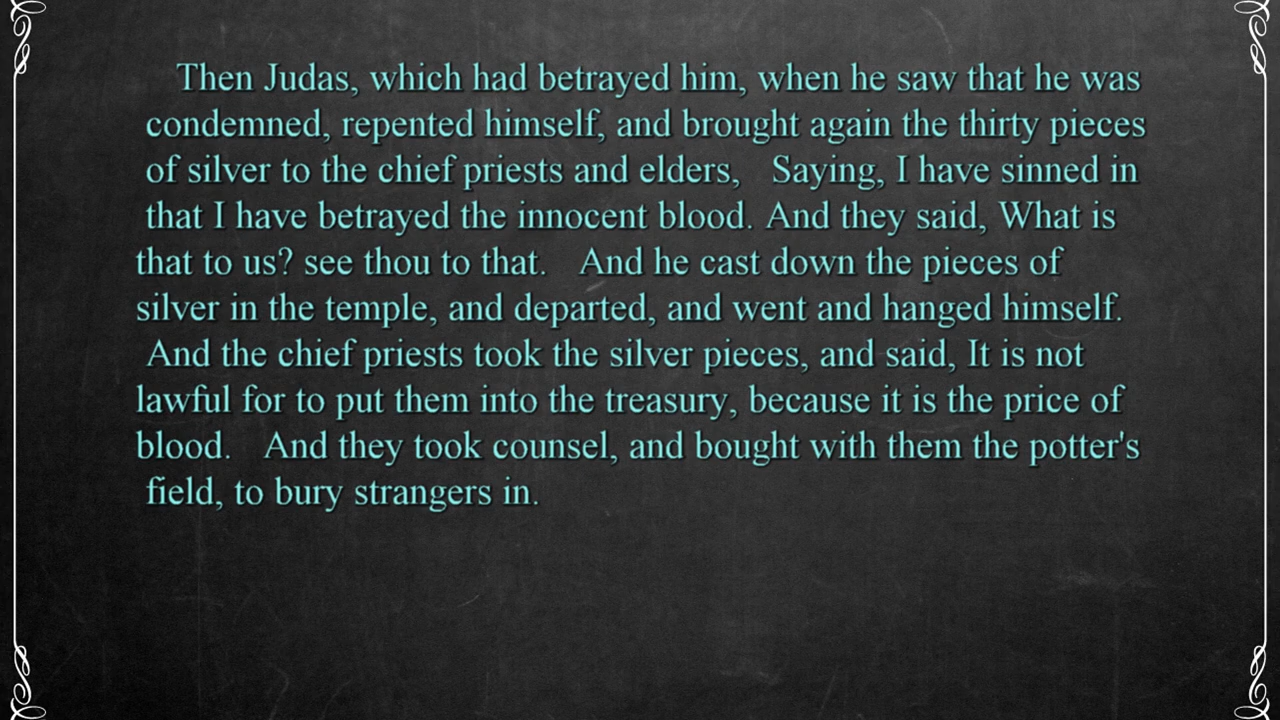 Then Judas, which had betrayed him, when he saw that he was
condemned, repented himself, and brought again the thirty pieces
of silver to the chief priests and elders, Saying, I have sinned in
that I have betrayed the innocent blood. And they said, What is
that to us? see thou to that. And he cast down the pieces of
silver in the temple, and departed, and went and hanged himself.
And the chief priests took the silver pieces, and said, It is not
lawful for to put them into the treasury, because it is the price of
blood. And they took counsel, and bought with them the potter's
field, to bury strangers in.